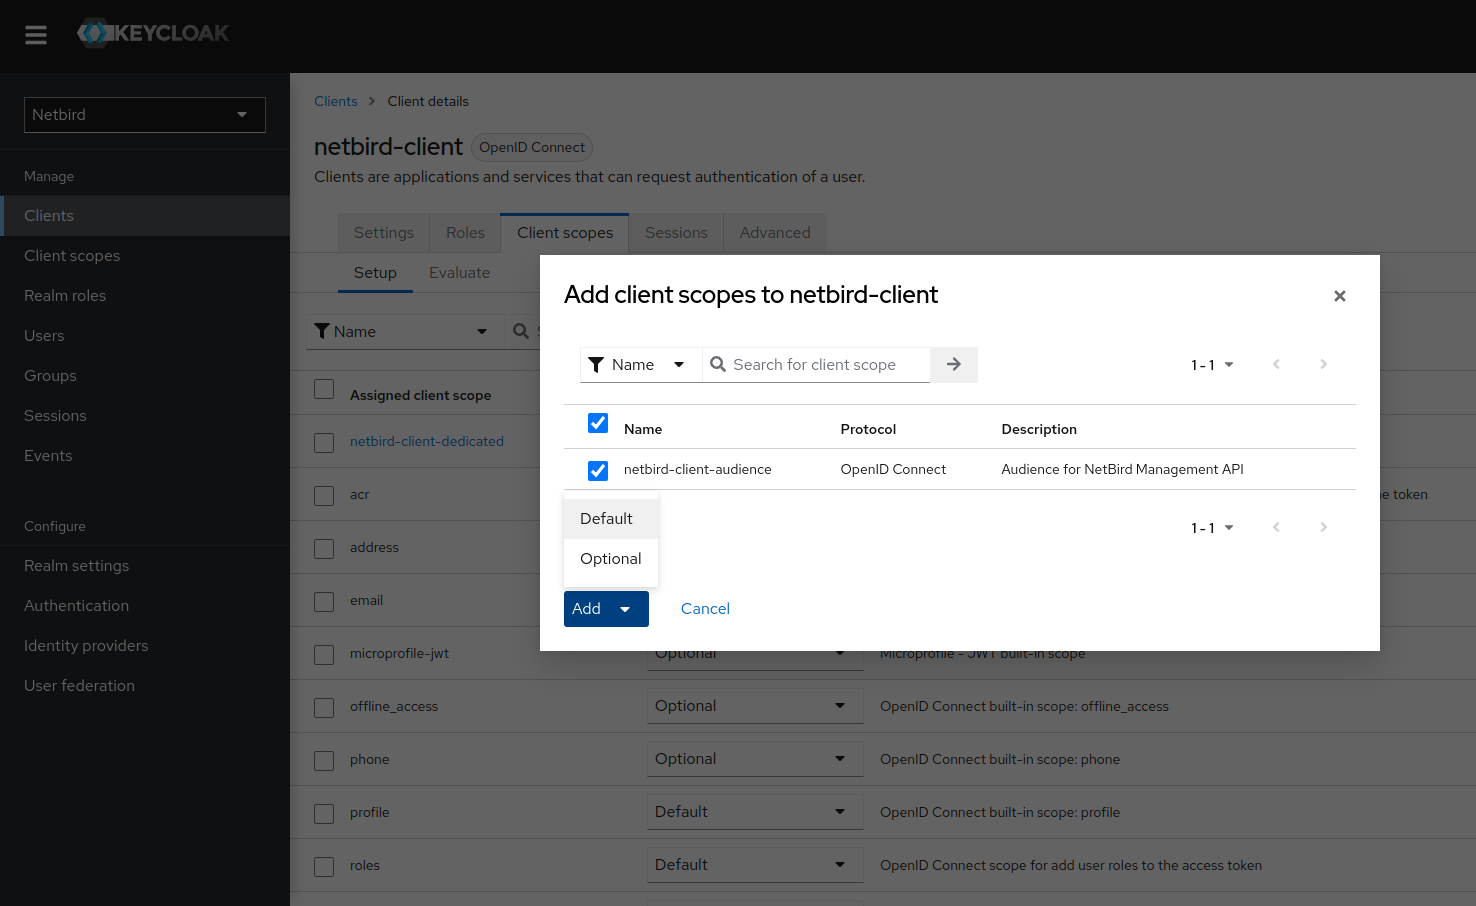 KEYCLOAK
Netbird
Manage
Clients
Client scopes
Realm roles
Users
Groups
Sessions
Events
Configure
Realm settings
Authentication
Identity providers
User federation
Clients > Client details
netbird-client OpenID Connect
Clients are applications and services that can request authentication of a user.
Settings Roles Client scopes Sessions Advanced
Setup Evaluate
Name
Assigned client scope
netbird-client-dedicated
acr
token
address
email
microprofile-jwt Optional Microprofile - JWT built-in scope
offline_access Optional OpenID Connect built-in scope: offline_access
phone Optional OpenID Connect built-in scope: phone
profile Default OpenID Connect built-in scope: profile
roles Default OpenID Connect scope for add user roles to the access token
Add client scopes to netbird-client
Name Search for client scope 1 - 1
Name Protocol Description
netbird-client-audience OpenID Connect Audience for NetBird Management API
Default
1 - 1
Optional
Add Cancel